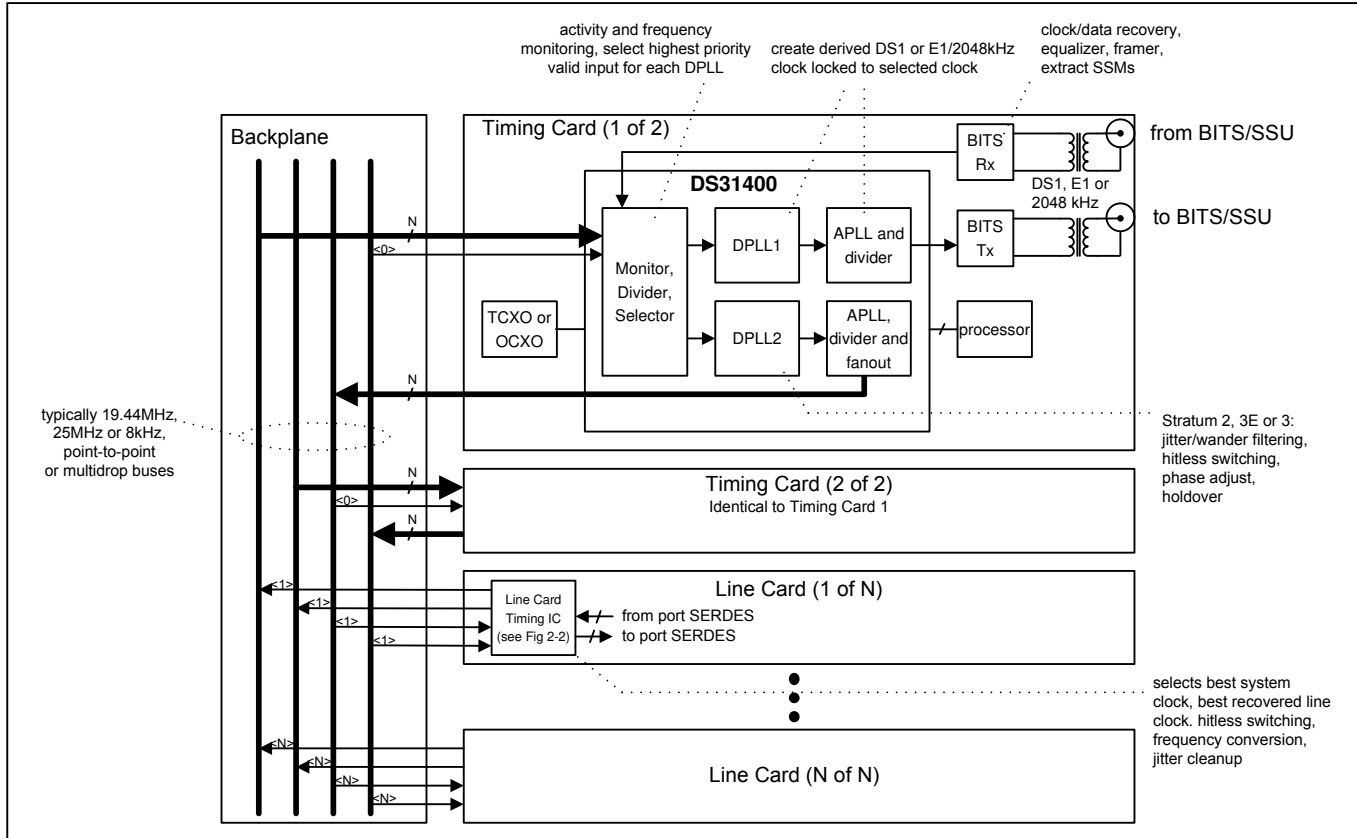 activity and frequency
monitoring, select highest priority
valid input for each DPLL
create derived DS1 or E1/2048kHz
clock locked to selected clock
clock/data recovery,
equalizer, framer,
extract SSMs
Backplane
Timing Card (1 of 2)
BITS
Rx
from BITS/SSU
DS31400
DS1, E1 or
2048 kHz
N
<0>
Monitor,
Divider,
Selector
DPLL1
APLL and
divider
BITS
Tx
to BITS/SSU
TCXO or
OCXO
DPLL2
APLL,
divider and
fanout
processor
N
typically 19.44MHz,
25MHz or 8kHz,
point-to-point
or multidrop buses
Stratum 2, 3E or 3:
jitter/wander filtering,
hitless switching,
phase adjust,
holdover
N
<0>
N
Timing Card (2 of 2)
Identical to Timing Card 1
<1>
<1>
<1>
<1>
Line Card (1 of N)
Line Card
Timing IC
(see Fig 2-2)
from port SERDES
to port SERDES
selects best system
clock, best recovered line
clock. hitless switching,
frequency conversion,
jitter cleanup
<N>
<N>
<N>
<N>
Line Card (N of N)